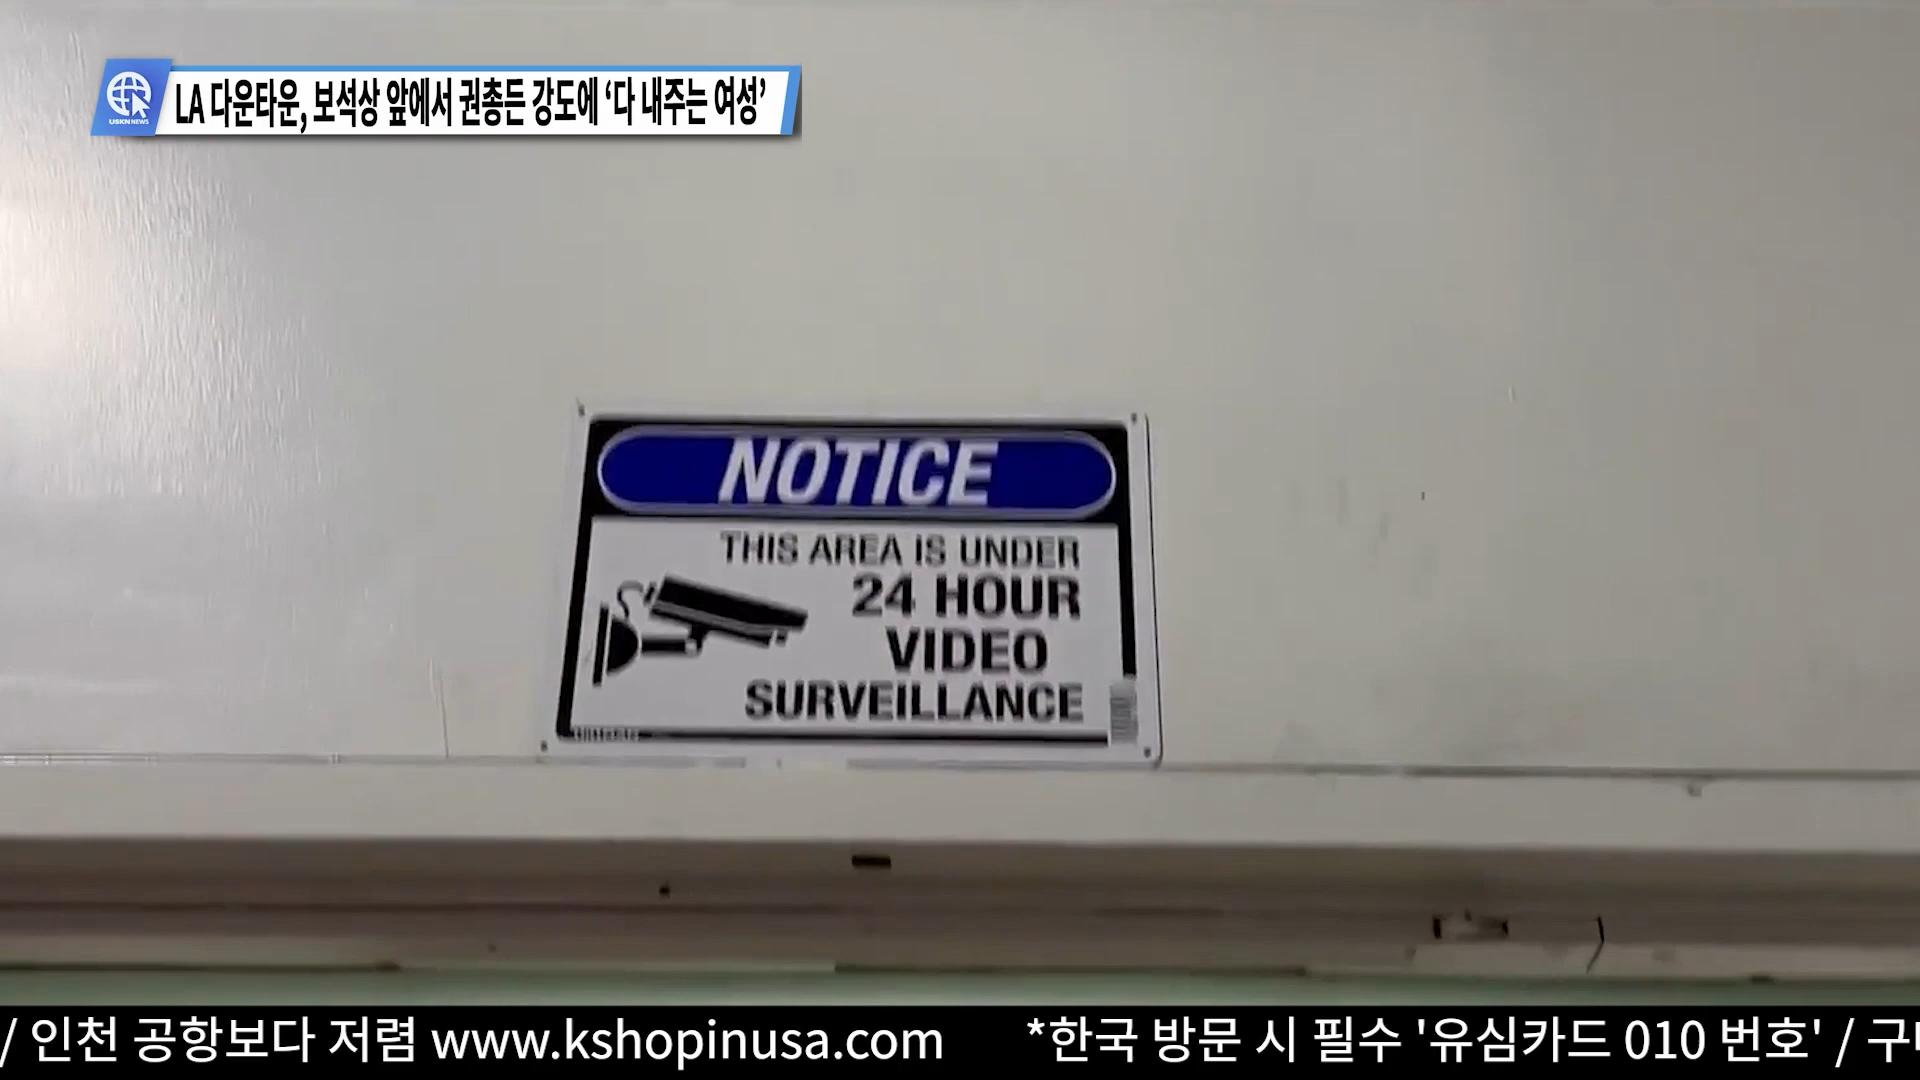 USKN NEWS
LA 다운타운, 보석상 앞에서 권총든 강도에 ‘다 내주는 여성’
NOTICE
THIS AREA IS UNDER
24 HOUR
VIDEO
SURVEILLANCE
/ 인천 공항보다 저렴 www.kshopinusa.com *한국 방문 시 필수 '유심카드 010 번호' /